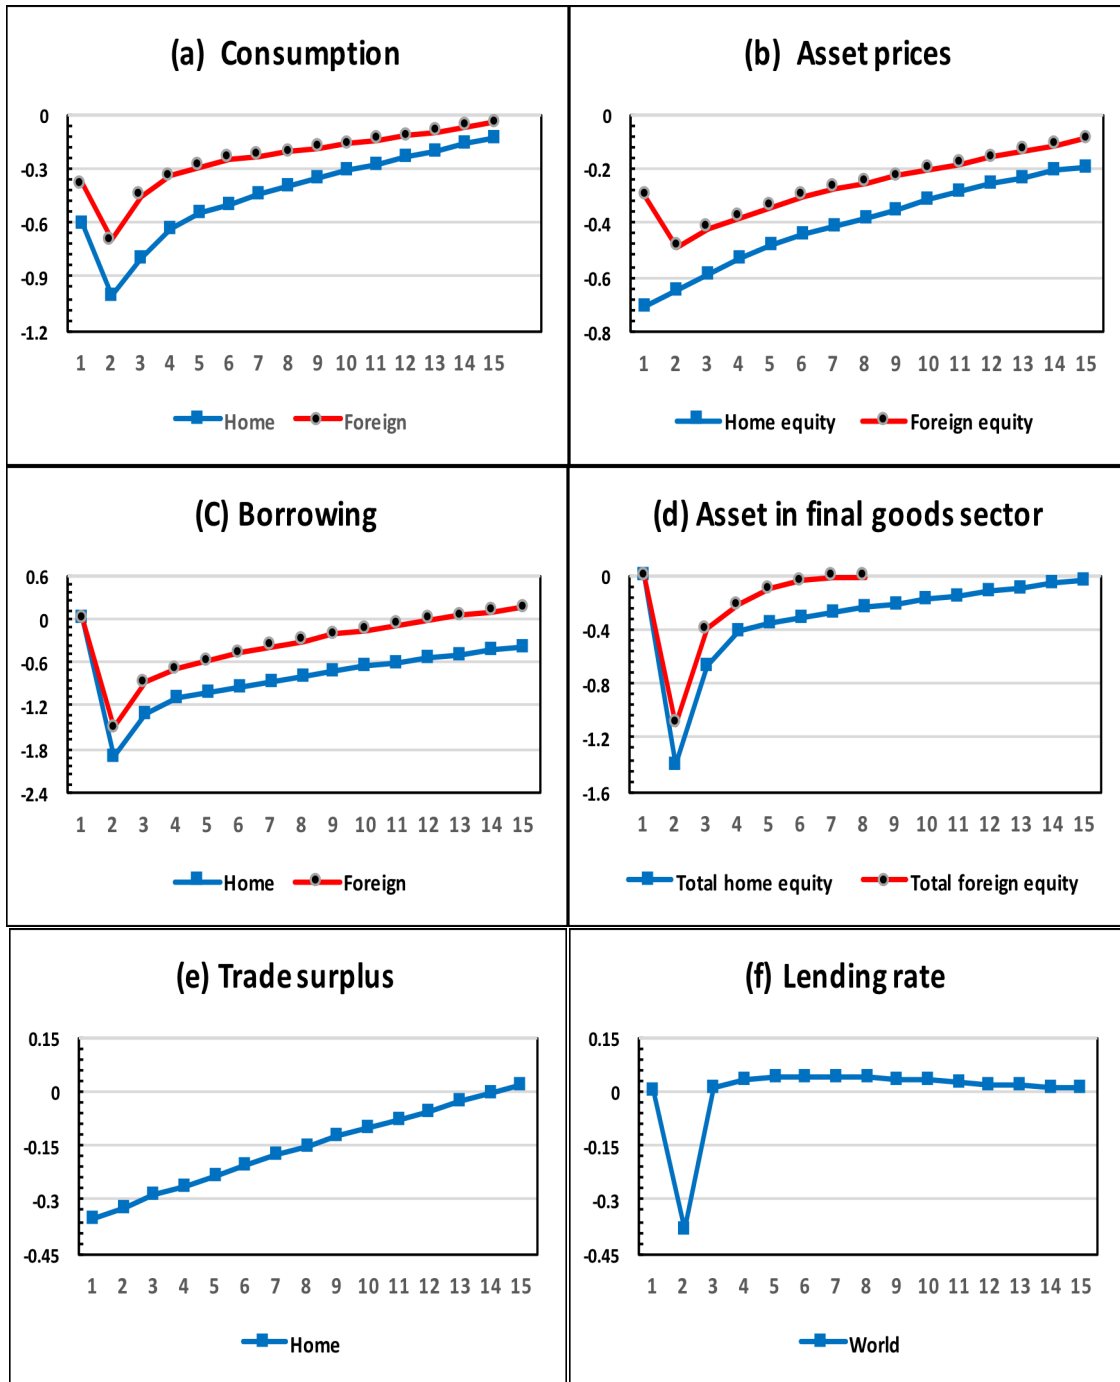 (a) Consumption
0
-0.3
-0.6
-0.9
-1.2
1 2 3 4 5 6 7 8 9 10 11 12 13 14 15
Home Foreign
(b) Asset prices
0
-0.2
-0.4
-0.6
-0.8
1 2 3 4 5 6 7 8 9 10 11 12 13 14 15
Home equity Foreign equity
(C) Borrowing
0.6
0
-0.6
-1.2
-1.8
-2.4
1 2 3 4 5 6 7 8 9 10 11 12 13 14 15
Home Foreign
(d) Asset in final goods sector
0
-0.4
-0.8
-1.2
-1.6
1 2 3 4 5 6 7 8 9 10 11 12 13 14 15
Total home equity Total foreign equity
(e) Trade surplus
0.15
0
-0.15
-0.3
-0.45
1 2 3 4 5 6 7 8 9 10 11 12 13 14 15
Home
(f) Lending rate
0.15
0
-0.15
-0.3
-0.45
1 2 3 4 5 6 7 8 9 10 11 12 13 14 15
World